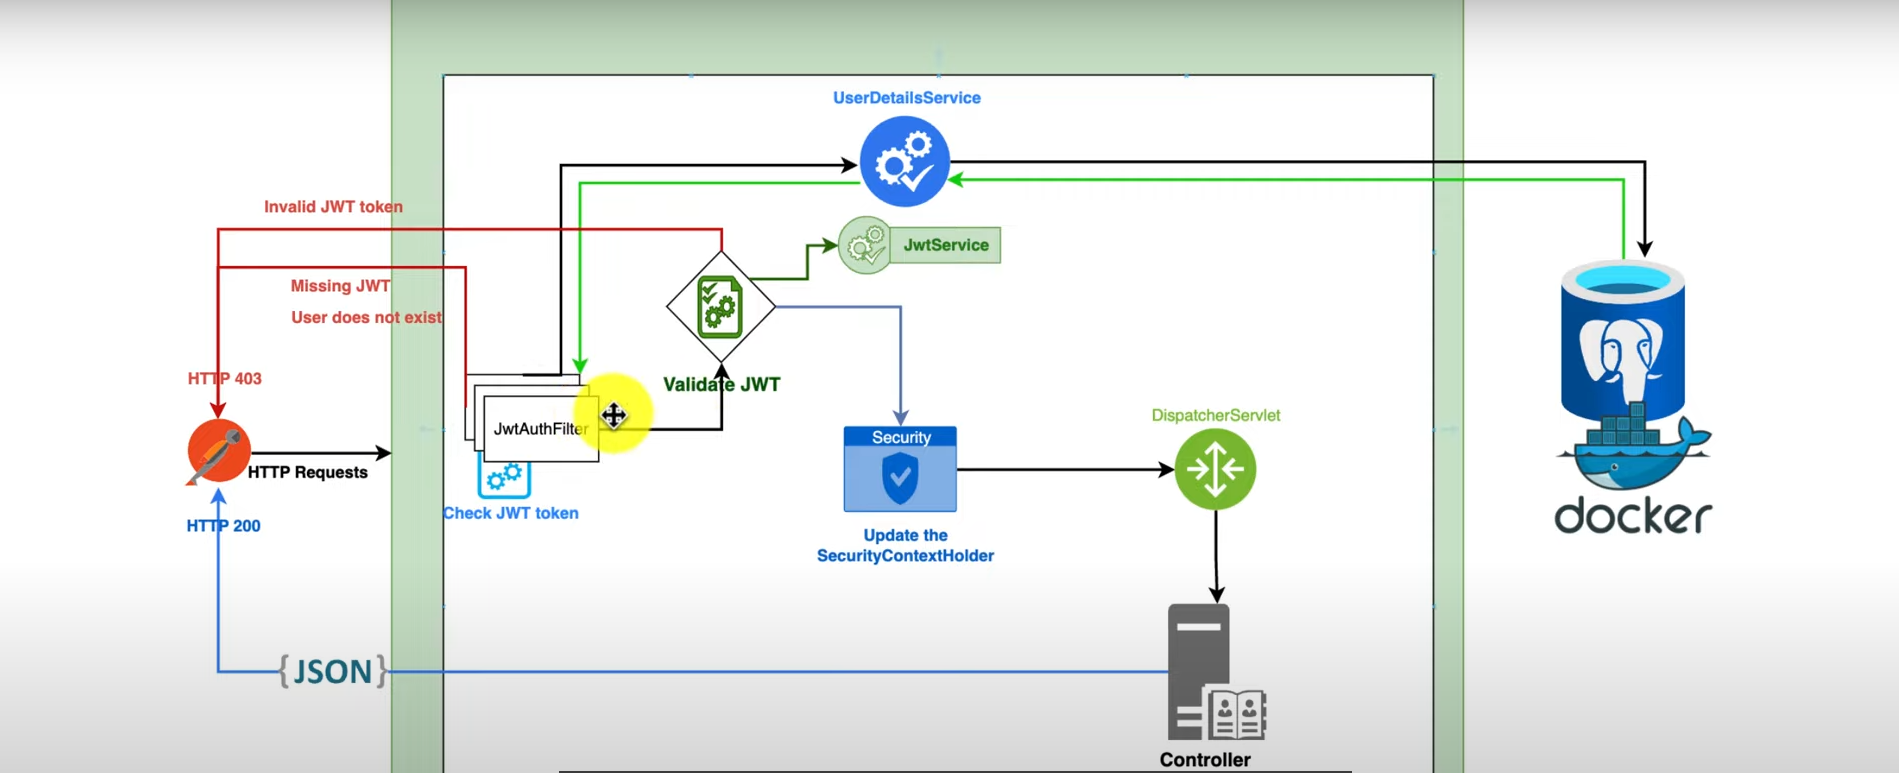 UserDetailsService
Invalid JWT token
JwtService
Missing JWT
User does not exist
HTTP 403
Validate JWT
JwtAuthFilter
HTTP Requests
Check JWT token
HTTP 200
Security
Update the
SecurityContextHolder
DispatcherServlet
docker
{JSON}
Controller